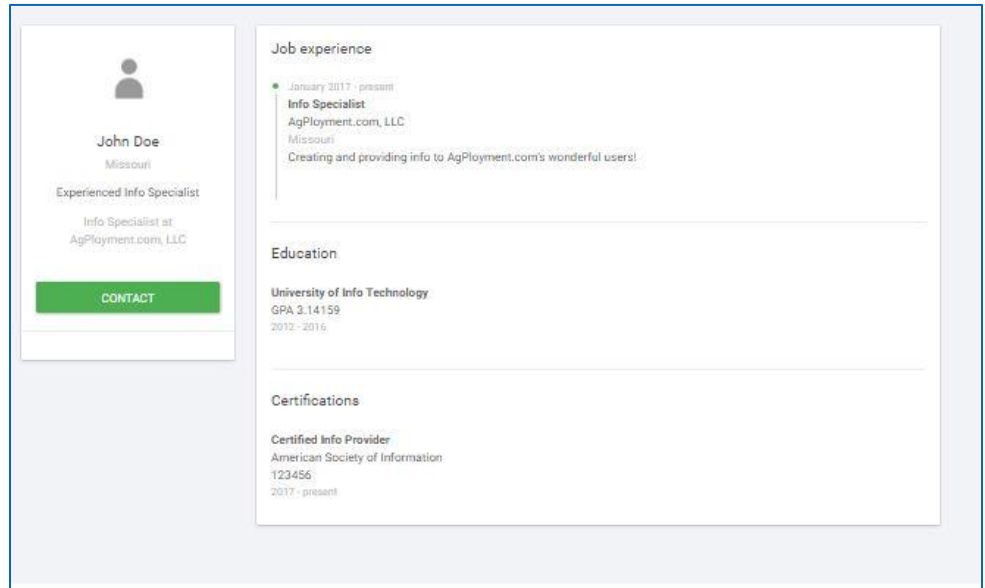 John Doe
Missouri
Experienced Info Specialist
Info Specialist at
AgPloyment.com, LLC
CONTACT
Job experience
January 2017 - present
Info Specialist
AgPloyment.com, LLC
Missouri
Creating and providing info to AgPloyment.com's wonderful users!
Education
University of Info Technology
GPA 3.14159
2012 - 2016
Certifications
Certified Info Provider
American Society of Information
123456
2017 - present